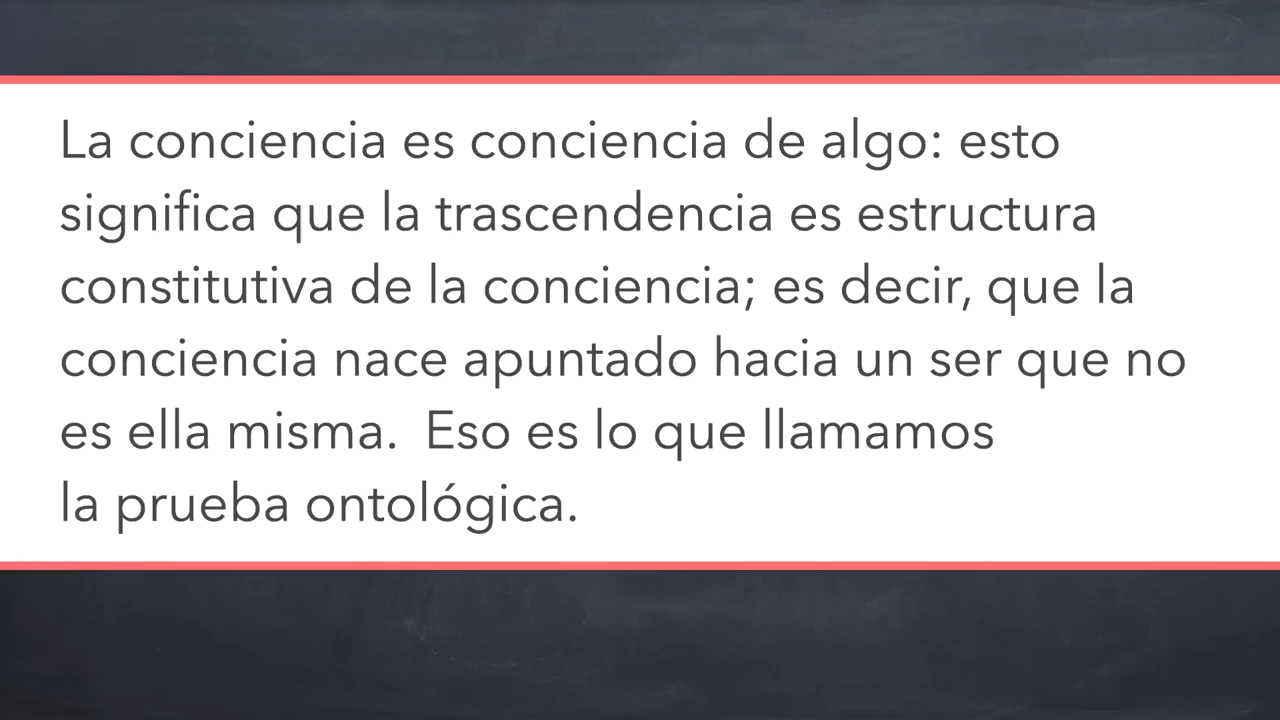 La conciencia es conciencia de algo: esto
significa que la trascendencia es estructura
constitutiva de la conciencia; es decir, que la
conciencia nace apuntado hacia un ser que no
es ella misma.  Eso es lo que llamamos
la prueba ontológica.